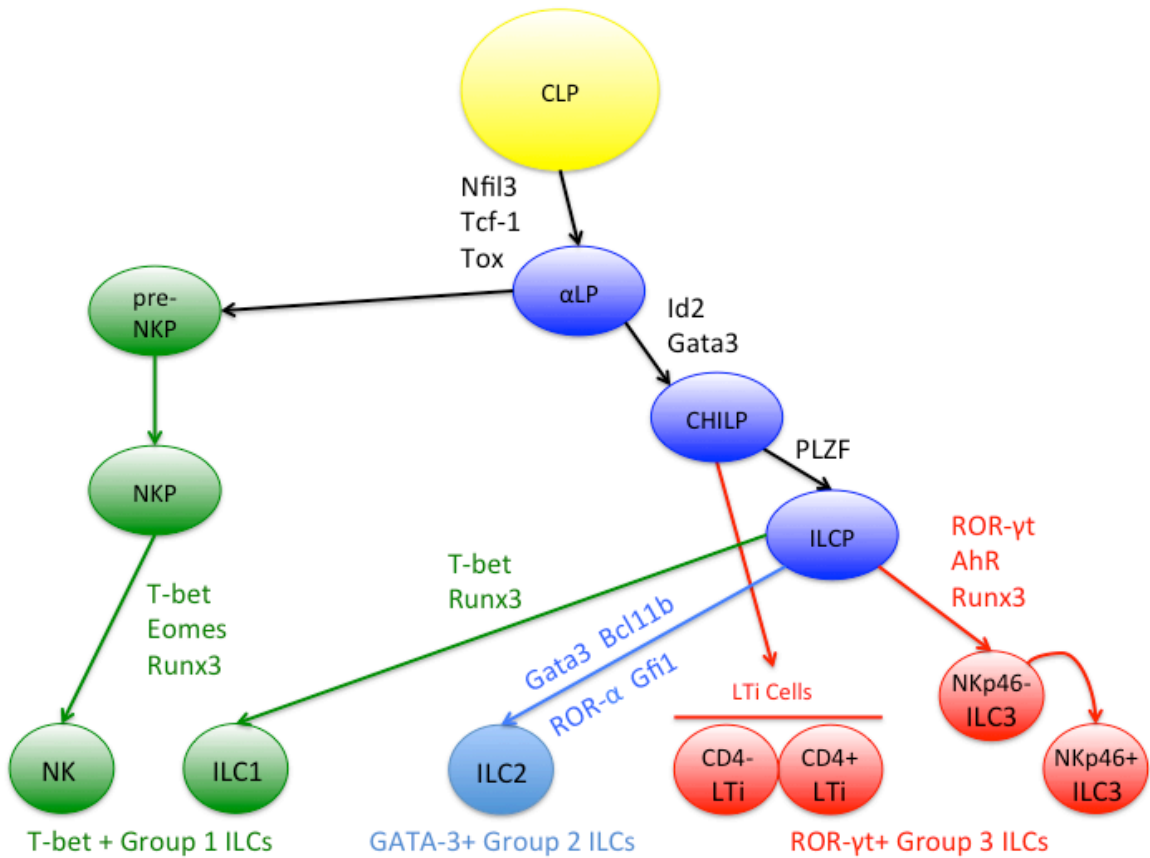 CLP
Nfil3
Tcf-1
Tox
αLP
pre-
NKP
Id2
Gata3
CHILP
PLZF
NKP
ILCP
ROR-γt
AhR
Runx3
T-bet
Runx3
T-bet
Eomes
Runx3
Gata3 Bcl11b
ROR-α Gfi1
LTi Cells
NKp46-
ILC3
NK
ILC1
ILC2
CD4-
LTi
CD4+
LTi
NKp46+
ILC3
T-bet + Group 1 ILCs
GATA-3+ Group 2 ILCs
ROR-γt+ Group 3 ILCs